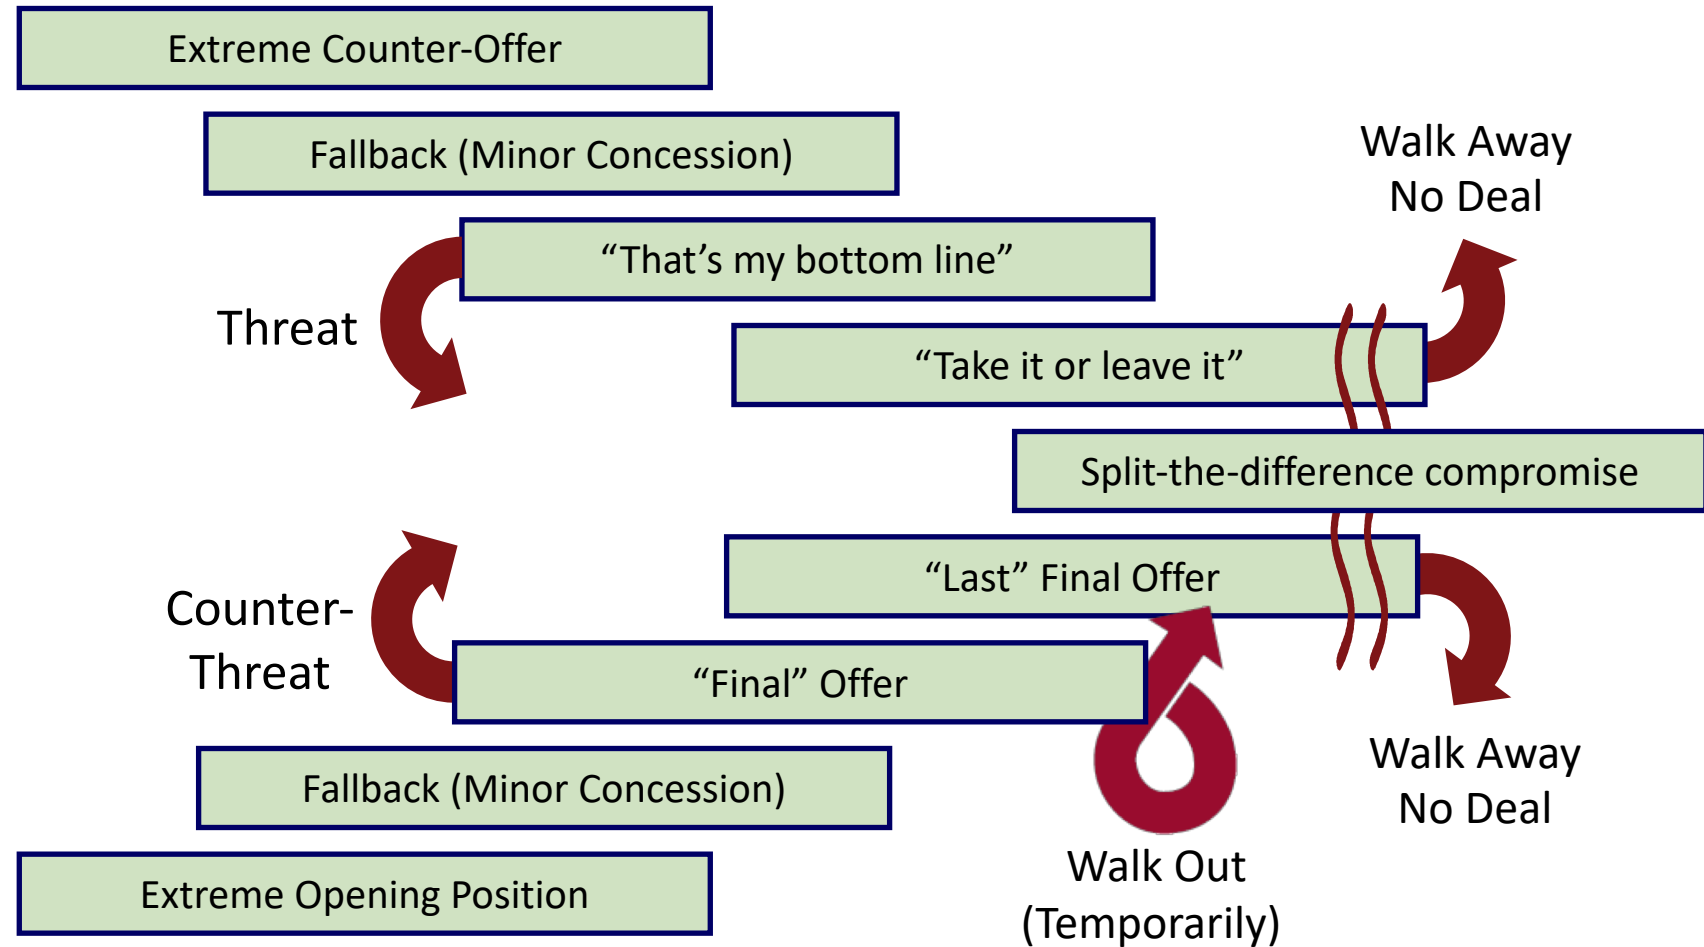 Extreme Counter-Offer
Fallback (Minor Concession)
Walk Away
No Deal
“That’s my bottom line”
Threat
“Take it or leave it”
Split-the-difference compromise
“Last” Final Offer
Counter-
Threat
“Final” Offer
Walk Away
No Deal
Fallback (Minor Concession)
Walk Out
(Temporarily)
Extreme Opening Position